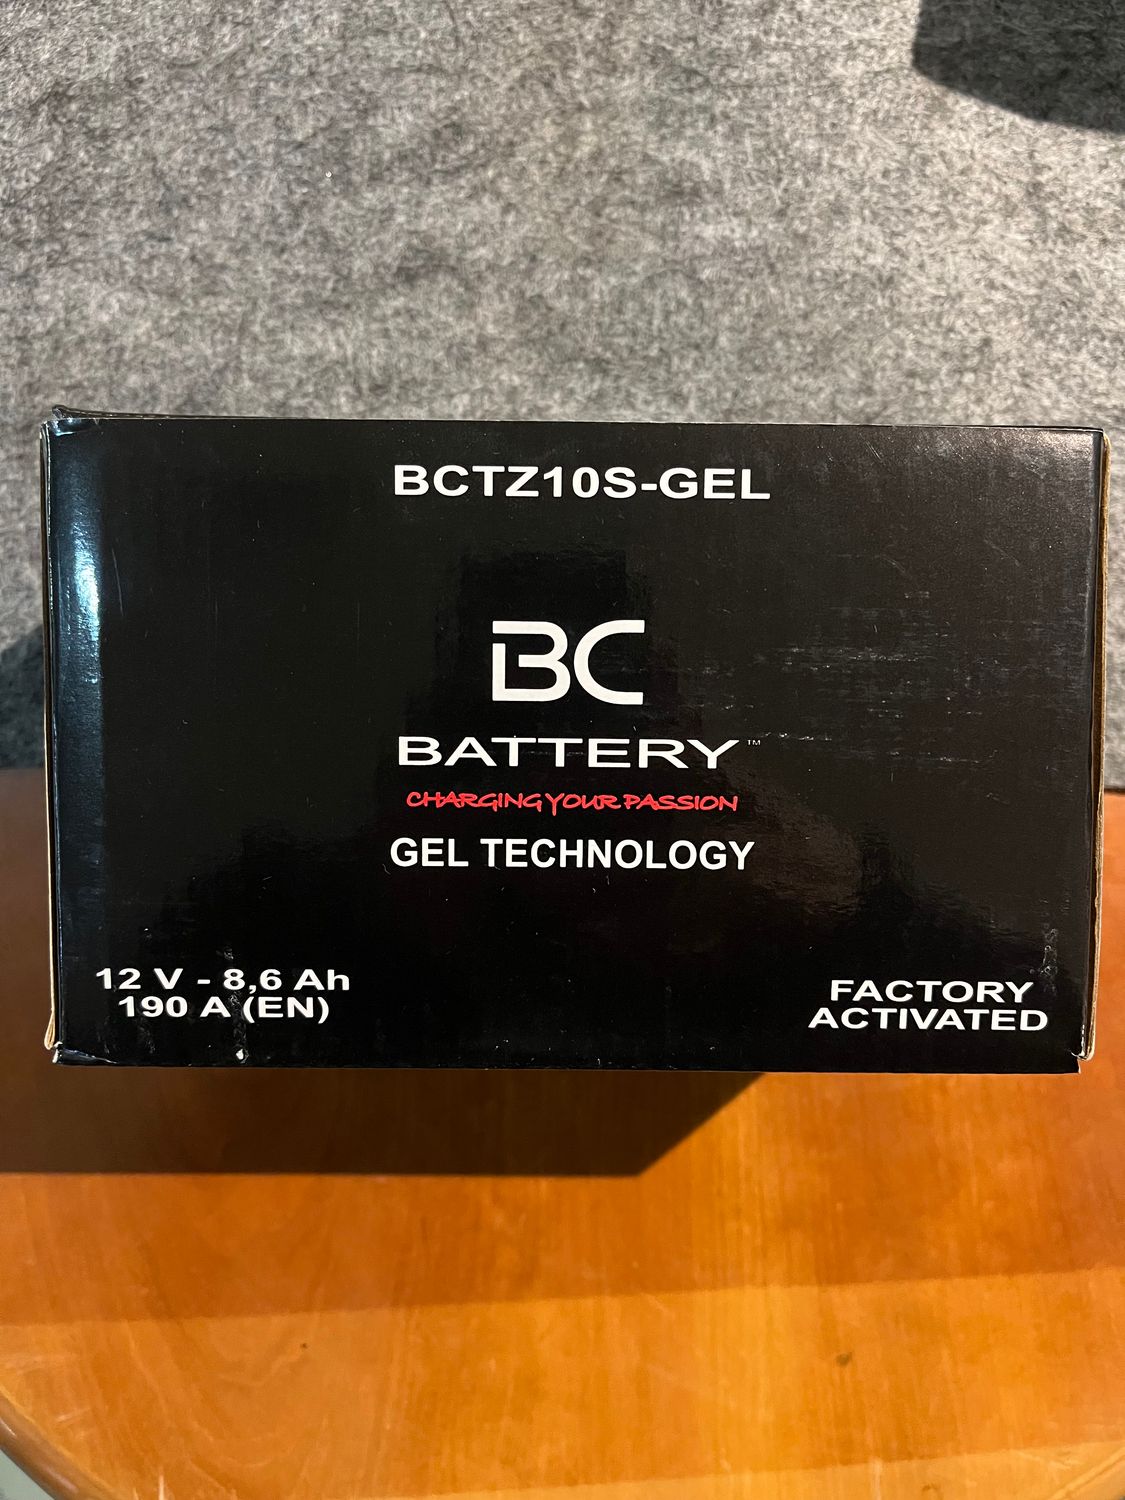 BCTZ10S-GEL
BC
BATTERY™
CHARGING YOUR PASSION
GEL TECHNOLOGY
12 V - 8,6 Ah
190 A (EN)
FACTORY
ACTIVATED